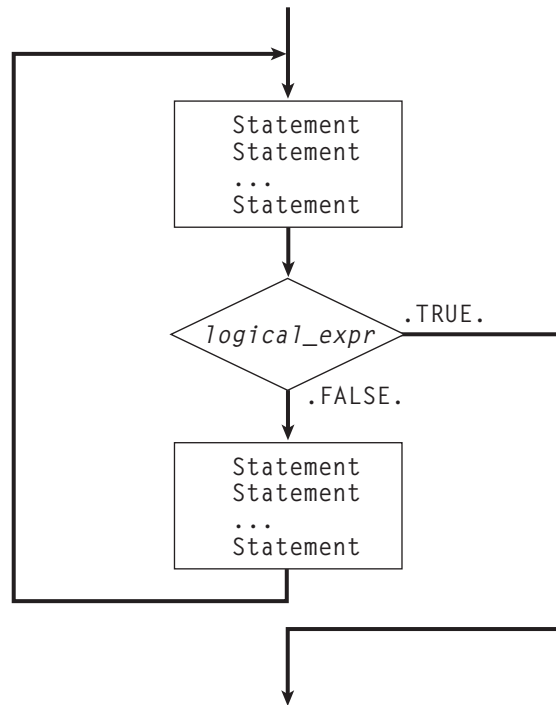 Statement
Statement
...
Statement
logical_expr
.TRUE.
.FALSE.
Statement
Statement
...
Statement